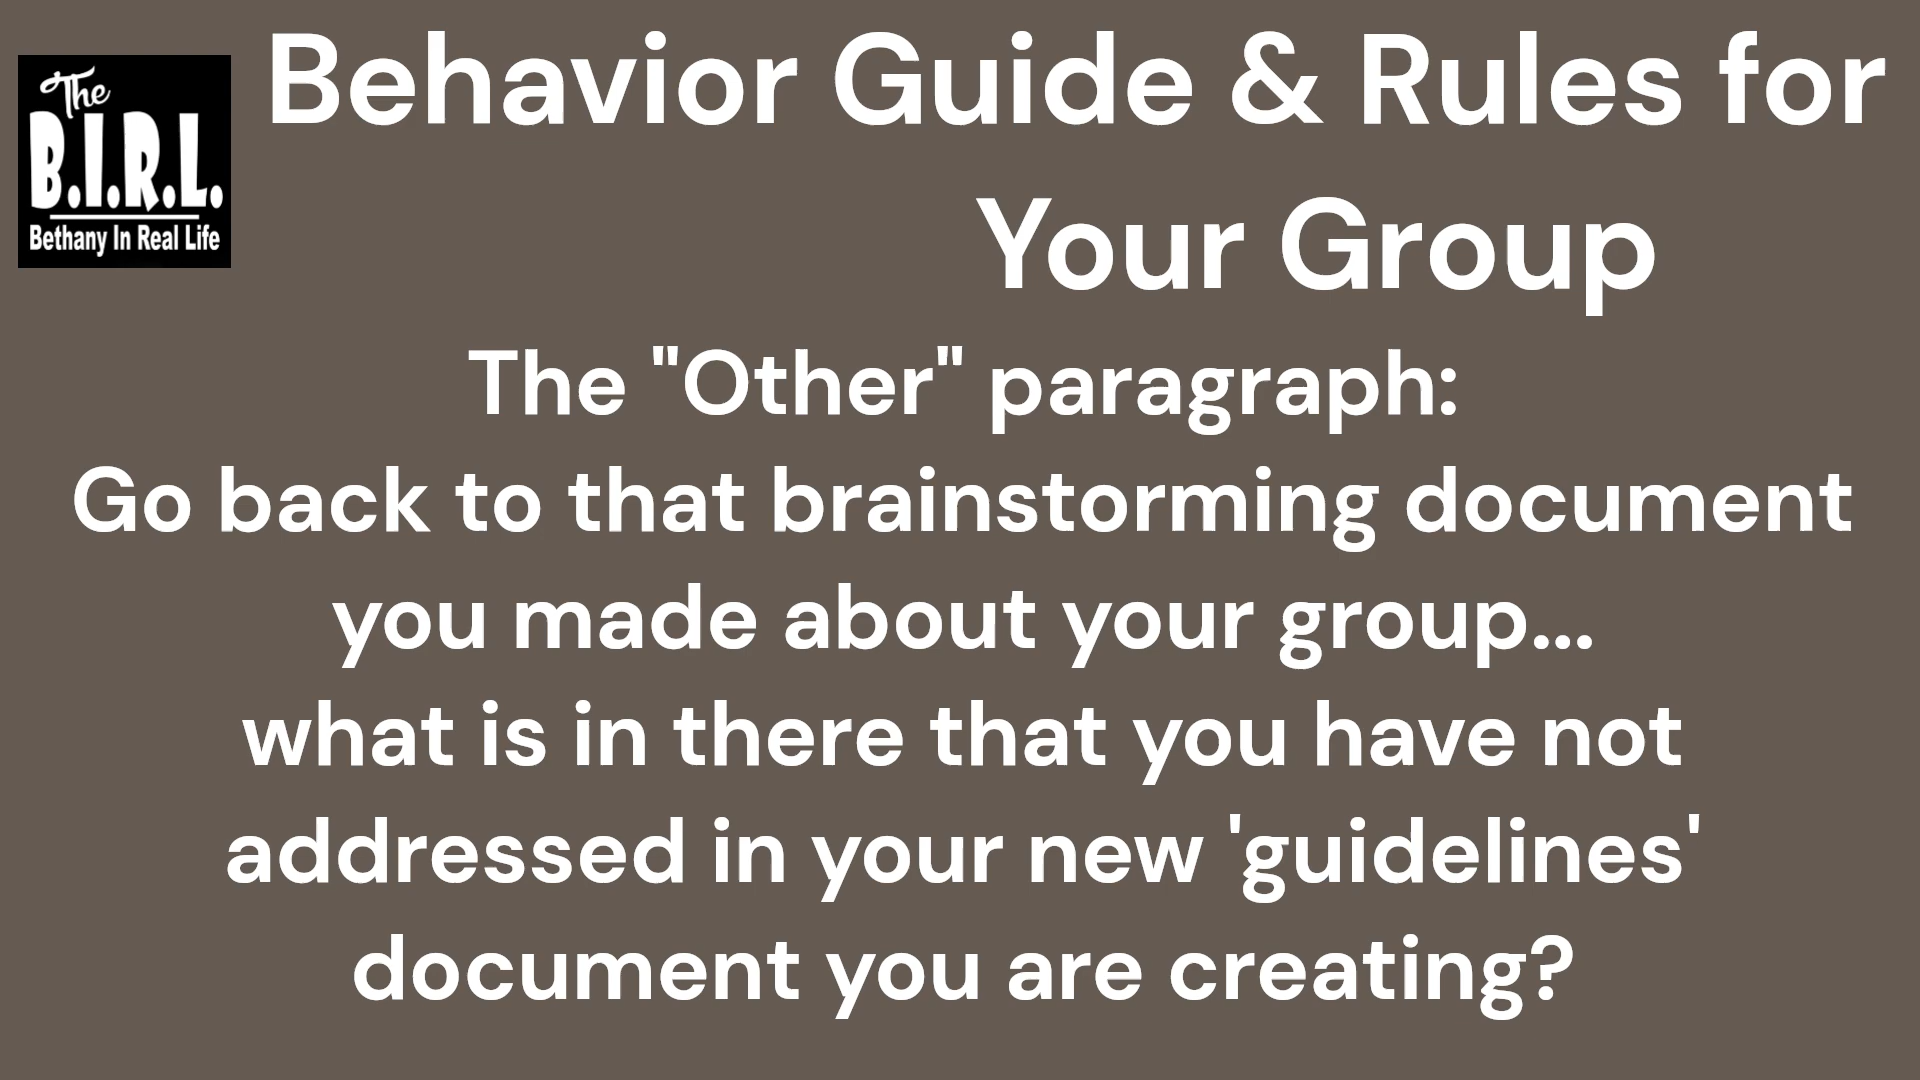 The
B.I.R.L.
Bethany In Real Life
Behavior Guide & Rules for
Your Group
The "Other" paragraph:
Go back to that brainstorming document
you made about your group...
what is in there that you have not
addressed in your new 'guidelines'
document you are creating?